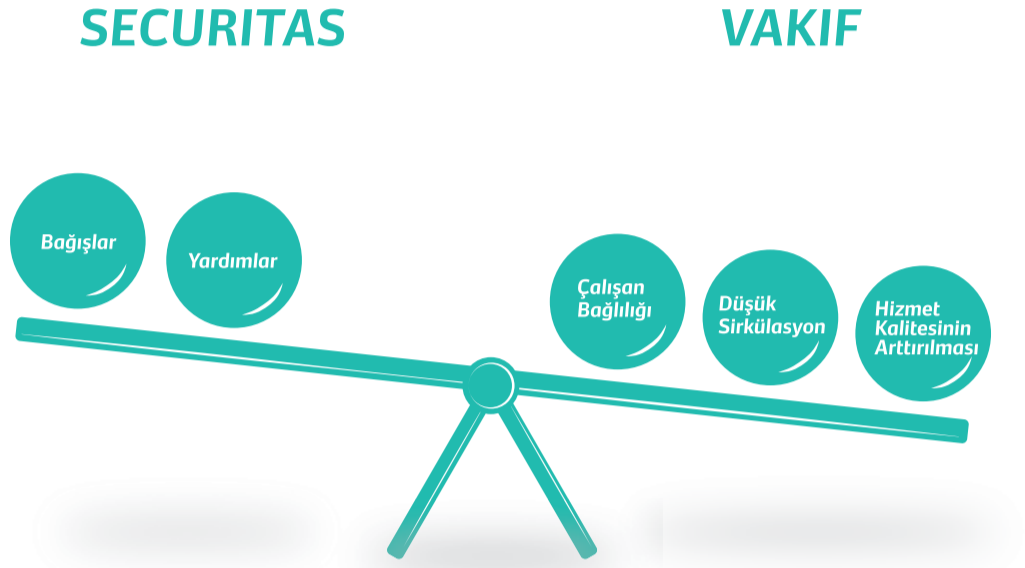 SECURITAS
VAKIF
Bağışlar
Yardımlar
Çalışan
Bağlılığı
Düşük
Sirkülasyon
Hizmet
Kalitesinin
Arttırılması